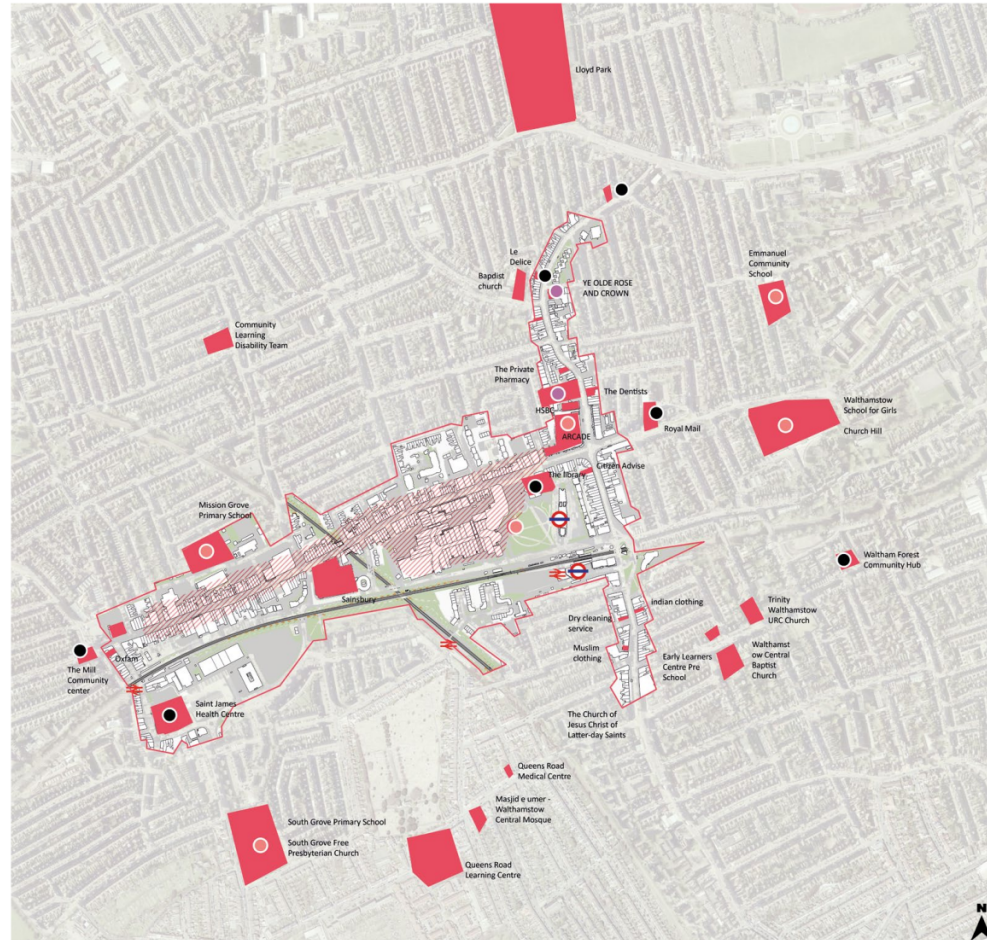 Lloyd Park
Le
Delice
Bapdist
church
YE OLDE ROSE
AND CROWN
Emmanuel
Community
School
Community
Learning
Disability Team
The Private
Pharmacy
The Dentists
HSBC
ARCADE
Royal Mail
Walthamstow
School for Girls
Church Hill
Citizen Advise
The library
Mission Grove
Primary School
Sainsbury
Waltham Forest
Community Hub
indian clothing
Dry cleaning
service
Muslim
clothing
Trinity
Walthamstow
URC Church
Early Learners
Centre Pre
School
Walthamst
ow Central
Baptist
Church
Oxfam
The Mill
Community
center
Saint James
Health Centre
The Church of
Jesus Christ of
Latter-day Saints
Queens Road
Medical Centre
Masjid e umer -
Walthamstow
Central Mosque
South Grove Primary School
South Grove Free
Presbyterian Church
Queens Road
Learning Centre
N